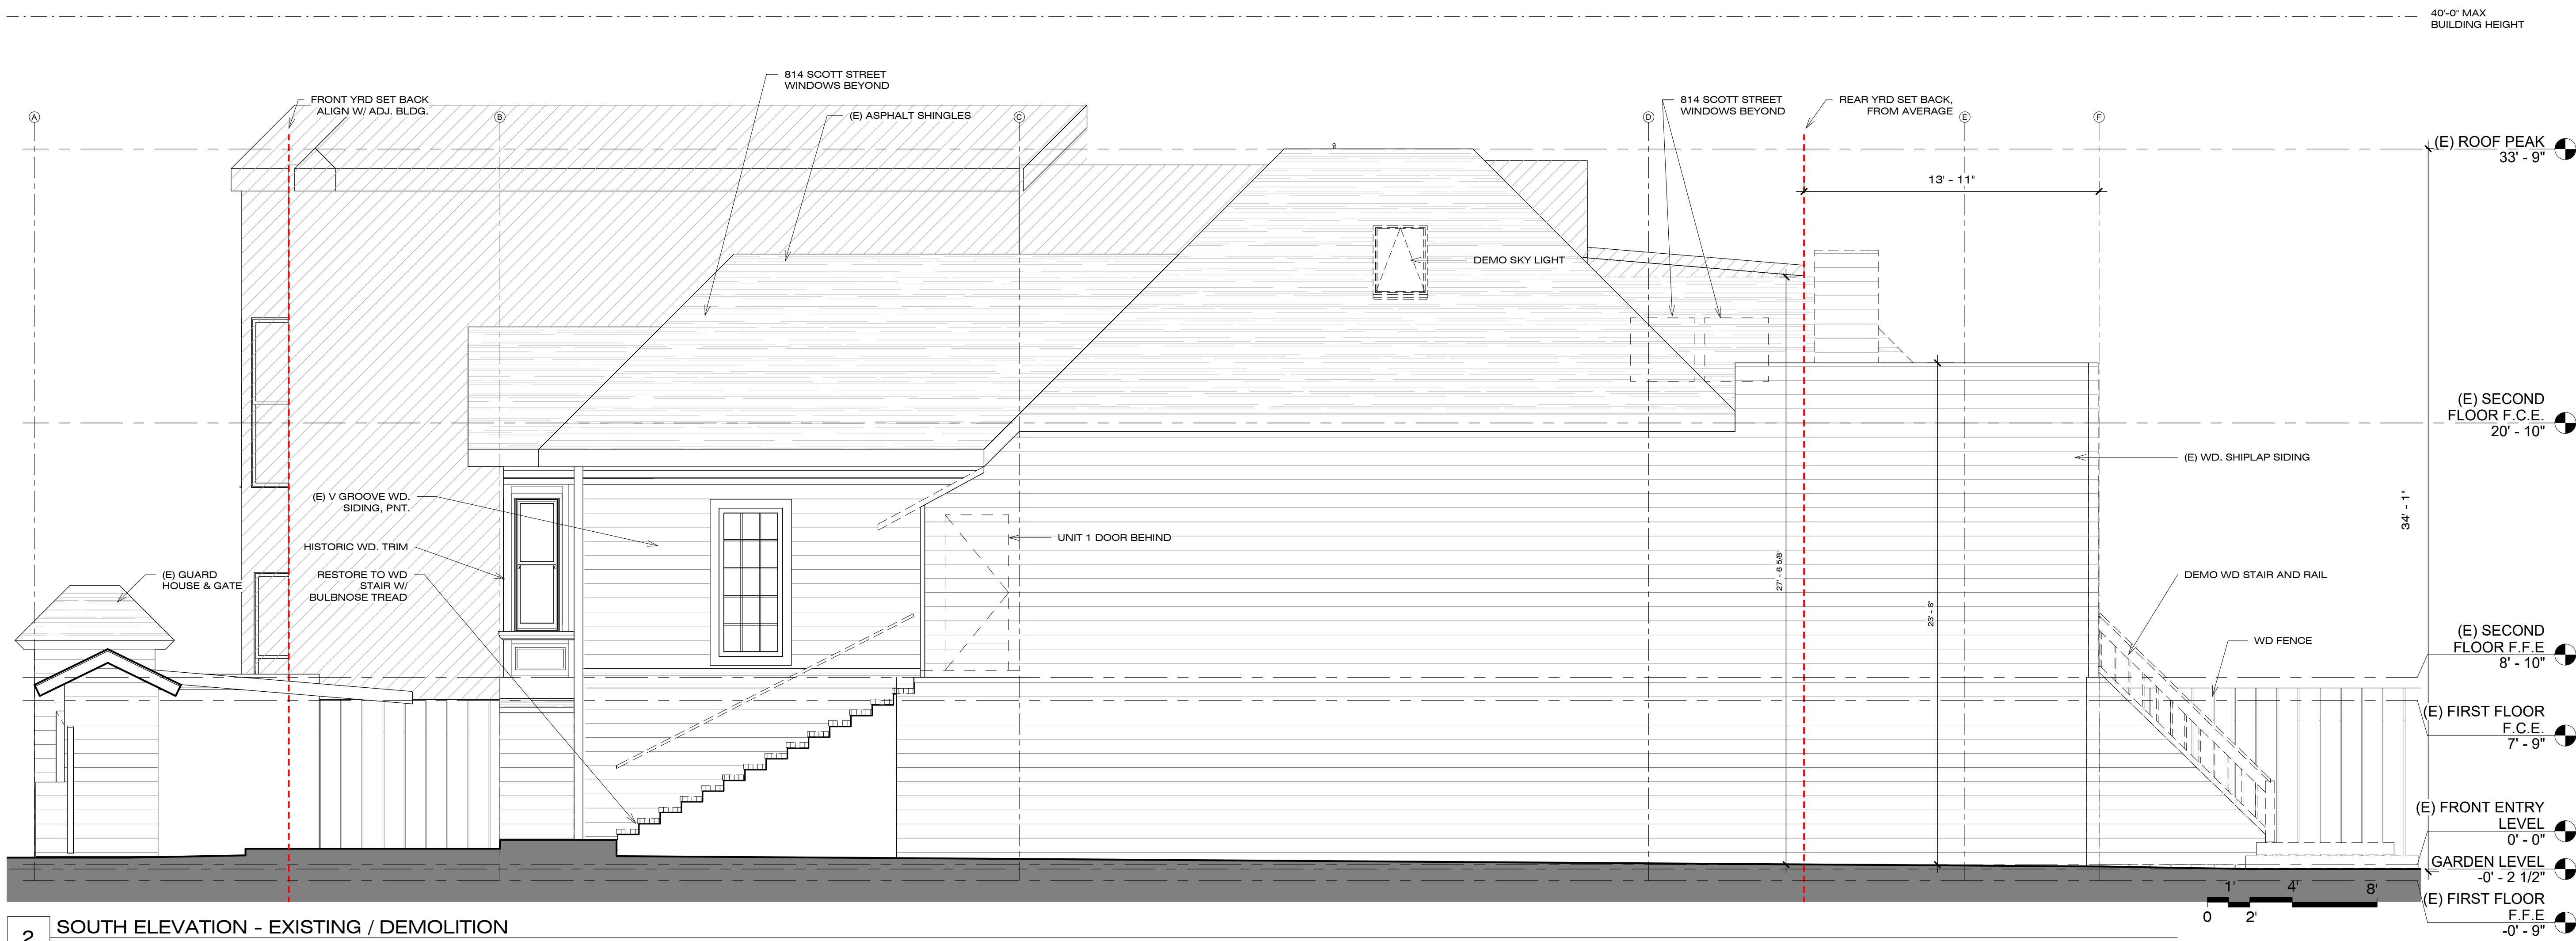 40'-0" MAX
BUILDING HEIGHT
814 SCOTT STREET
WINDOWS BEYOND
FRONT YRD SET BACK
ALIGN W/ ADJ. BLDG.
(E) ASPHALT SHINGLES
814 SCOTT STREET
WINDOWS BEYOND
REAR YRD SET BACK,
FROM AVERAGE
A
B
C
D
E
F
(E) ROOF PEAK
33' - 9"
13' - 11"
DEMO SKY LIGHT
(E) SECOND
FLOOR F.C.E.
20' - 10"
(E) WD. SHIPLAP SIDING
(E) V GROOVE WD.
SIDING, PNT.
34' - 1"
UNIT 1 DOOR BEHIND
HISTORIC WD. TRIM
27' - 8 5/8"
(E) GUARD
HOUSE & GATE
RESTORE TO WD
STAIR W/
BULBNOSE TREAD
DEMO WD STAIR AND RAIL
23' - 8"
WD FENCE
(E) SECOND
FLOOR F.F.E
8' - 10"
(E) FIRST FLOOR
F.C.E.
7' - 9"
(E) FRONT ENTRY
LEVEL
0' - 0"
GARDEN LEVEL
-0' - 2 1/2"
1' 4' 8'
0 2'
(E) FIRST FLOOR
F.F.E
-0' - 9"
2 SOUTH ELEVATION - EXISTING / DEMOLITION